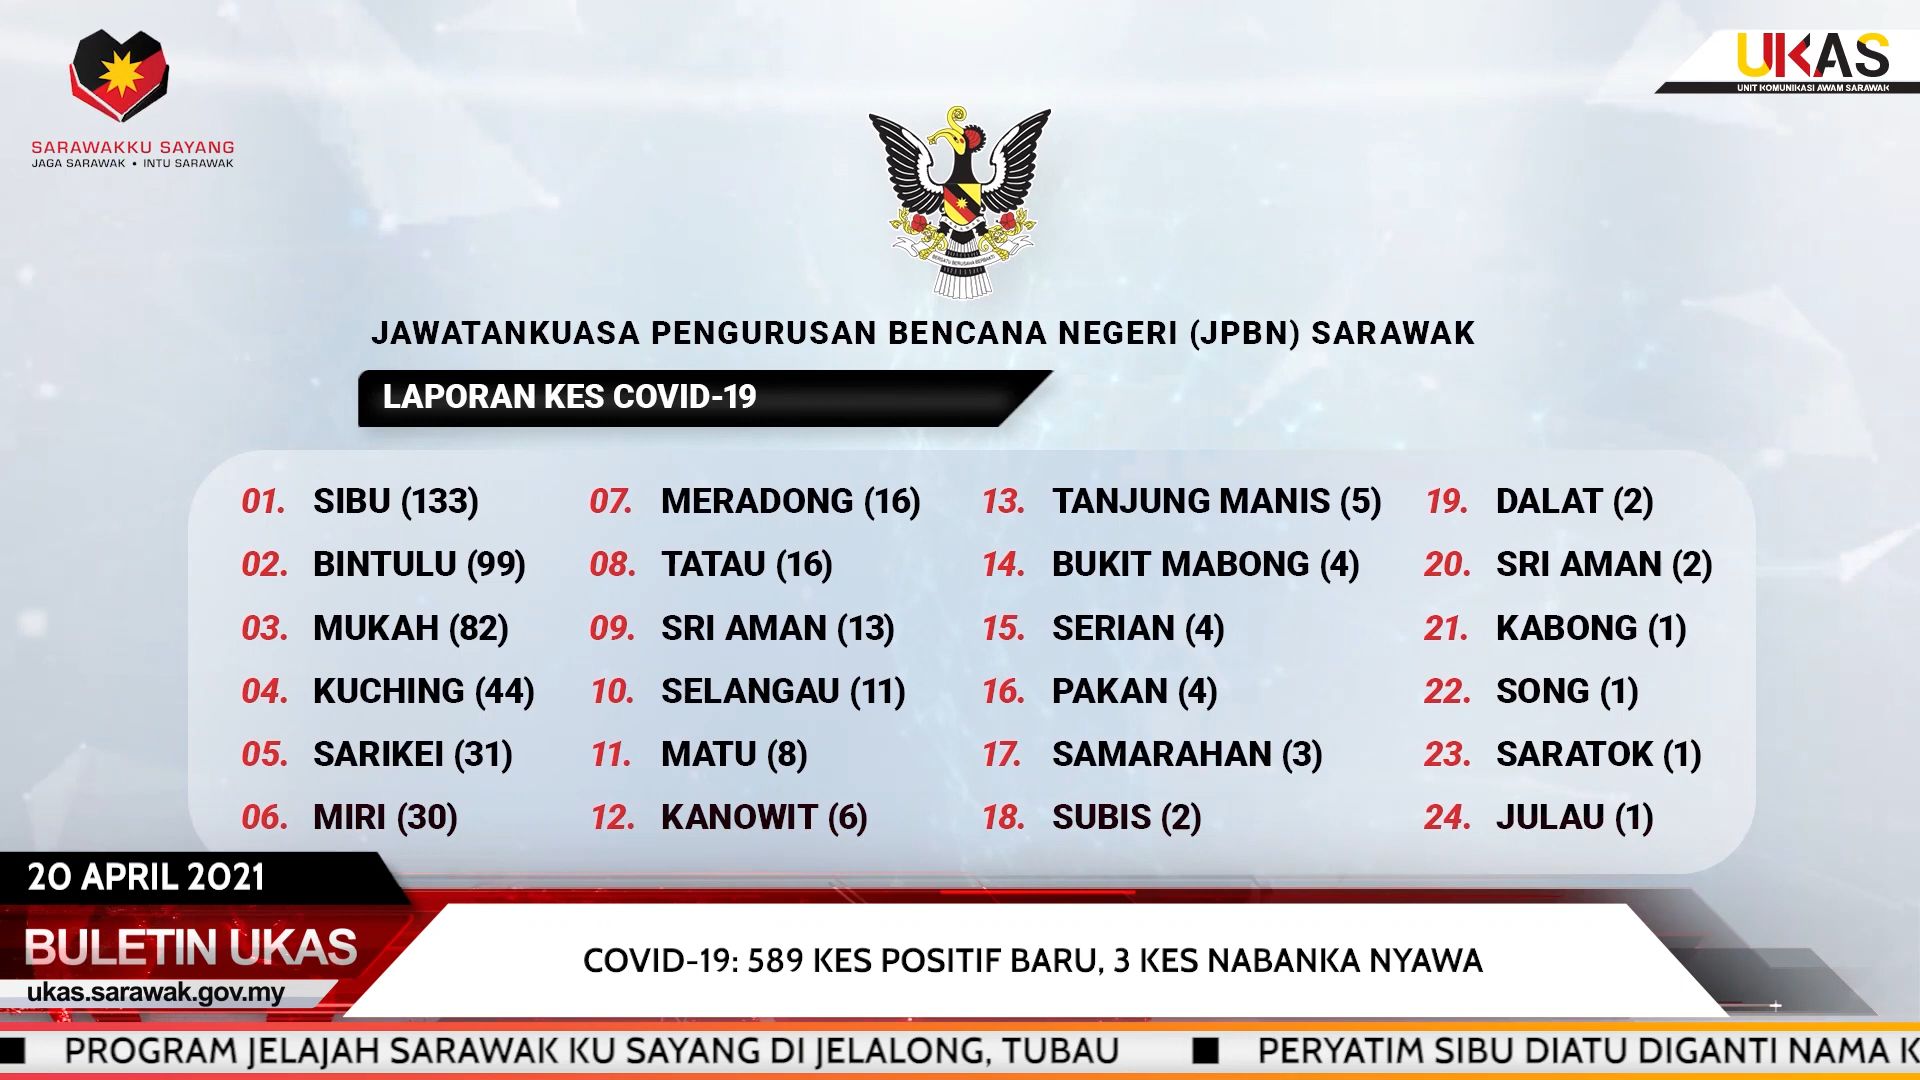 SARAWAKKU SAYANG
JAGA SARAWAK • INTU SARAWAK
UKAS
UNIT KOMUNIKASI AWAM SARAWAK
BERSATU BERUSAHA BERBAKTI
JAWATANKUASA PENGURUSAN BENCANA NEGERI (JPBN) SARAWAK
LAPORAN KES COVID-19
01. SIBU (133)
02. BINTULU (99)
03. MUKAH (82)
04. KUCHING (44)
05. SARIKEI (31)
06. MIRI (30)
07. MERADONG (16)
08. TATAU (16)
09. SRI AMAN (13)
10. SELANGAU (11)
11. MATU (8)
12. KANOWIT (6)
13. TANJUNG MANIS (5)
14. BUKIT MABONG (4)
15. SERIAN (4)
16. PAKAN (4)
17. SAMARAHAN (3)
18. SUBIS (2)
19. DALAT (2)
20. SRI AMAN (2)
21. KABONG (1)
22. SONG (1)
23. SARATOK (1)
24. JULAU (1)
20 APRIL 2021
BULETIN UKAS
ukas.sarawak.gov.my
COVID-19: 589 KES POSITIF BARU, 3 KES NABANKA NYAWA
■ PROGRAM JELAJAH SARAWAK KU SAYANG DI JELALONG, TUBAU ■ PERYATIM SIBU DIATU DIGANTI NAMA K